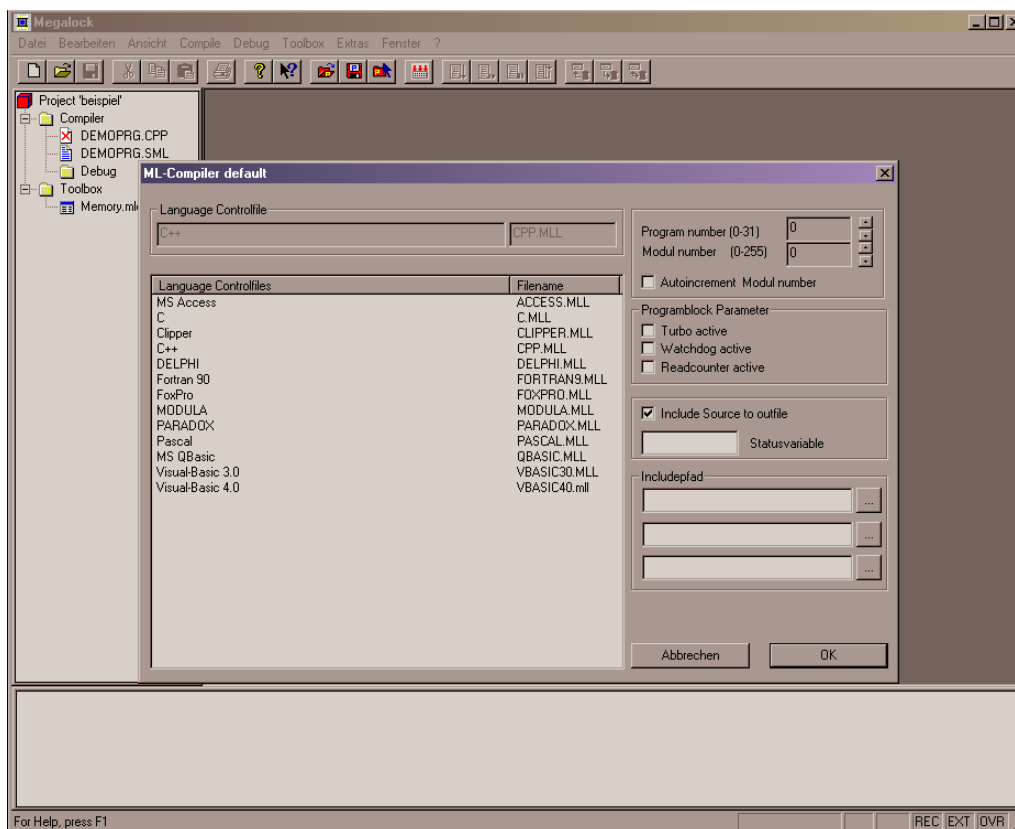 Megalock
Datei Bearbeiten Ansicht Compile Debug Toolbox Extras Fenster ?
Project 'beispiel'
Compiler
DEMOPRG.CPP
DEMOPRG.SML
Debug
Toolbox
ML-Compiler default
Language Controlfile
C++ CPP.MLL
Language Controlfiles Filename
MS Access ACCESS.MLL
C C.MLL
Clipper CLIPPER.MLL
C++ CPP.MLL
DELPHI DELPHI.MLL
Fortran 90 FORTRAN9.MLL
FoxPro FOXPRO.MLL
MODULA MODULA.MLL
PARADOX PARADOX.MLL
Pascal PASCAL.MLL
MS QBasic QBASIC.MLL
Visual-Basic 3.0 VBASIC30.MLL
Visual-Basic 4.0 VBASIC40.mll
Program number (0-31) 0
Modul number (0-255) 0
Autoincrement Modul number
Programblock Parameter
Turbo active
Watchdog active
Readcounter active
Include Source to outfile
Statusvariable
Includepfad
...
...
...
Abbrechen OK
For Help, press F1 REC EXT OVR